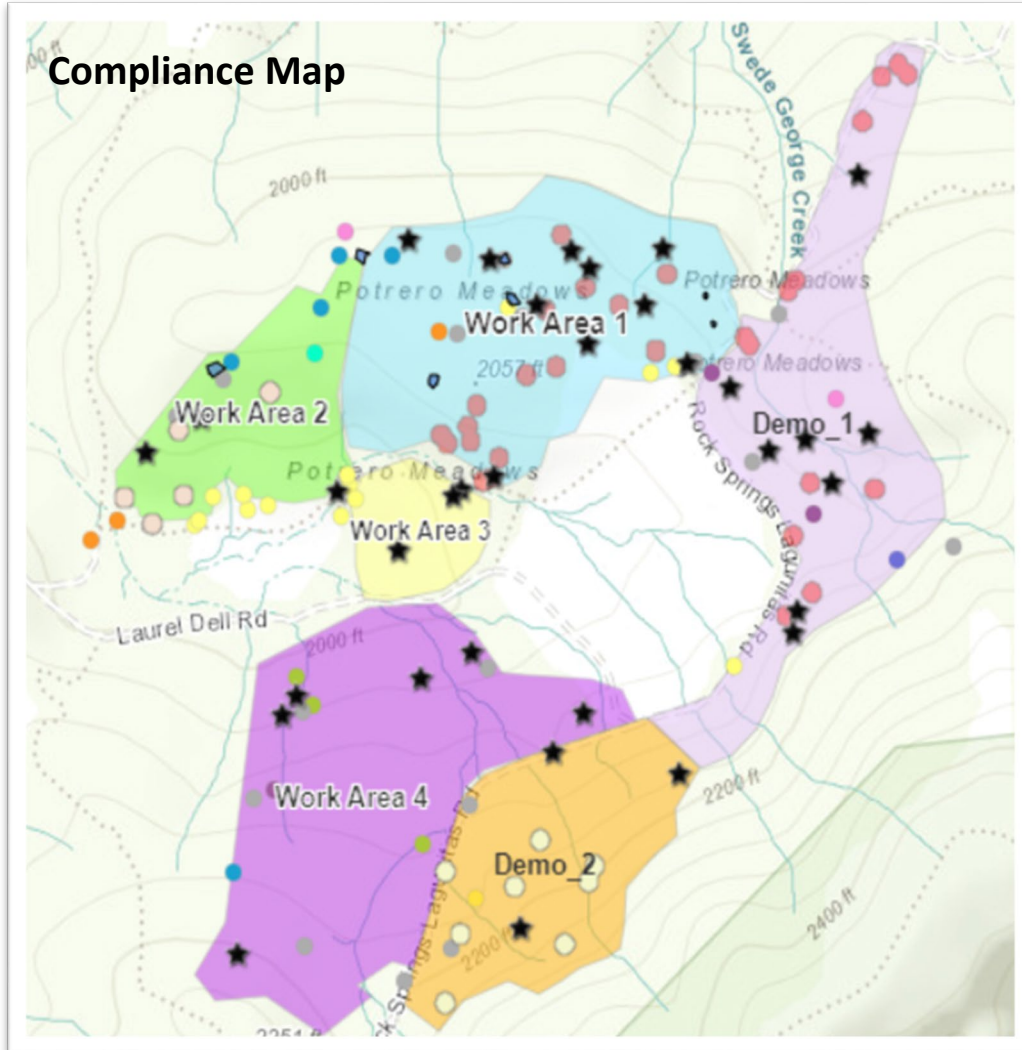 Compliance Map
Swede George Creek
2000 ft
Potrero Meadows
Potrero Meadows
Work Area 1
2057 ft
Potrero Meadows
Work Area 2
Demo_1
Rock Springs Lagunitas Rd
Potrero Meadows
Work Area 3
Laurel Dell Rd
2000 ft
2200 ft
Work Area 4
Demo_2
Rock Springs Lagunitas Rd
2400 ft
2200 ft